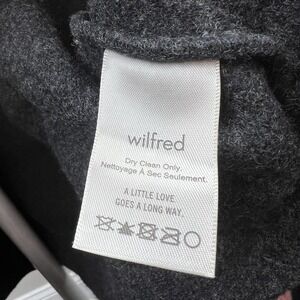 wilfred
Dry Clean Only.
Nettoyage À Sec Seulement.
A LITTLE LOVE
GOES A LONG WAY.